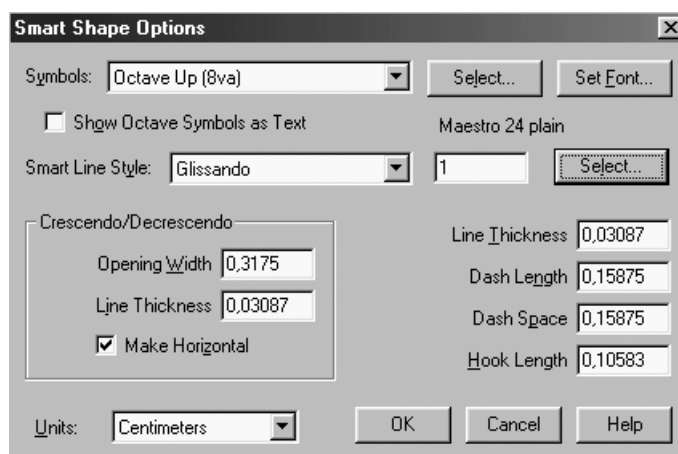 Smart Shape Options
Symbols: Octave Up (8va) Select... Set Font...
Show Octave Symbols as Text Maestro 24 plain
Smart Line Style: Glissando 1 Select...
Crescendo/Decrescendo
Opening Width 0,3175
Line Thickness 0,03087
Make Horizontal
Line Thickness 0,03087
Dash Length 0,15875
Dash Space 0,15875
Hook Length 0,10583
Units: Centimeters OK Cancel Help